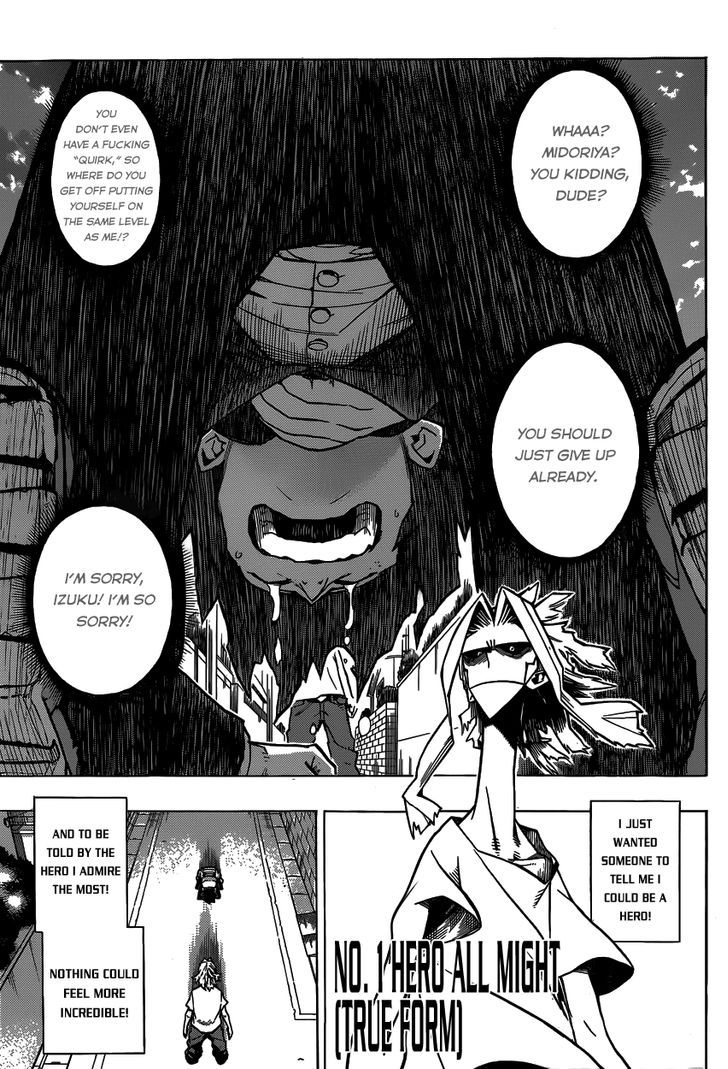 WHAAA?
MIDORIYA?
YOU KIDDING,
DUDE?
YOU
DON'T EVEN
HAVE A FUCKING
"QUIRK," SO
WHERE DO YOU
GET OFF PUTTING
YOURSELF ON
THE SAME LEVEL
AS ME!?
YOU SHOULD
JUST GIVE UP
ALREADY.
I'M SORRY,
IZUKU! I'M SO
SORRY!
I JUST
WANTED
SOMEONE TO
TELL ME I
COULD BE A
HERO!
NO. 1 HERO ALL MIGHT
(TRUE FORM)
AND TO BE
TOLD BY THE
HERO I ADMIRE
THE MOST!
NOTHING COULD
FEEL MORE
INCREDIBLE!